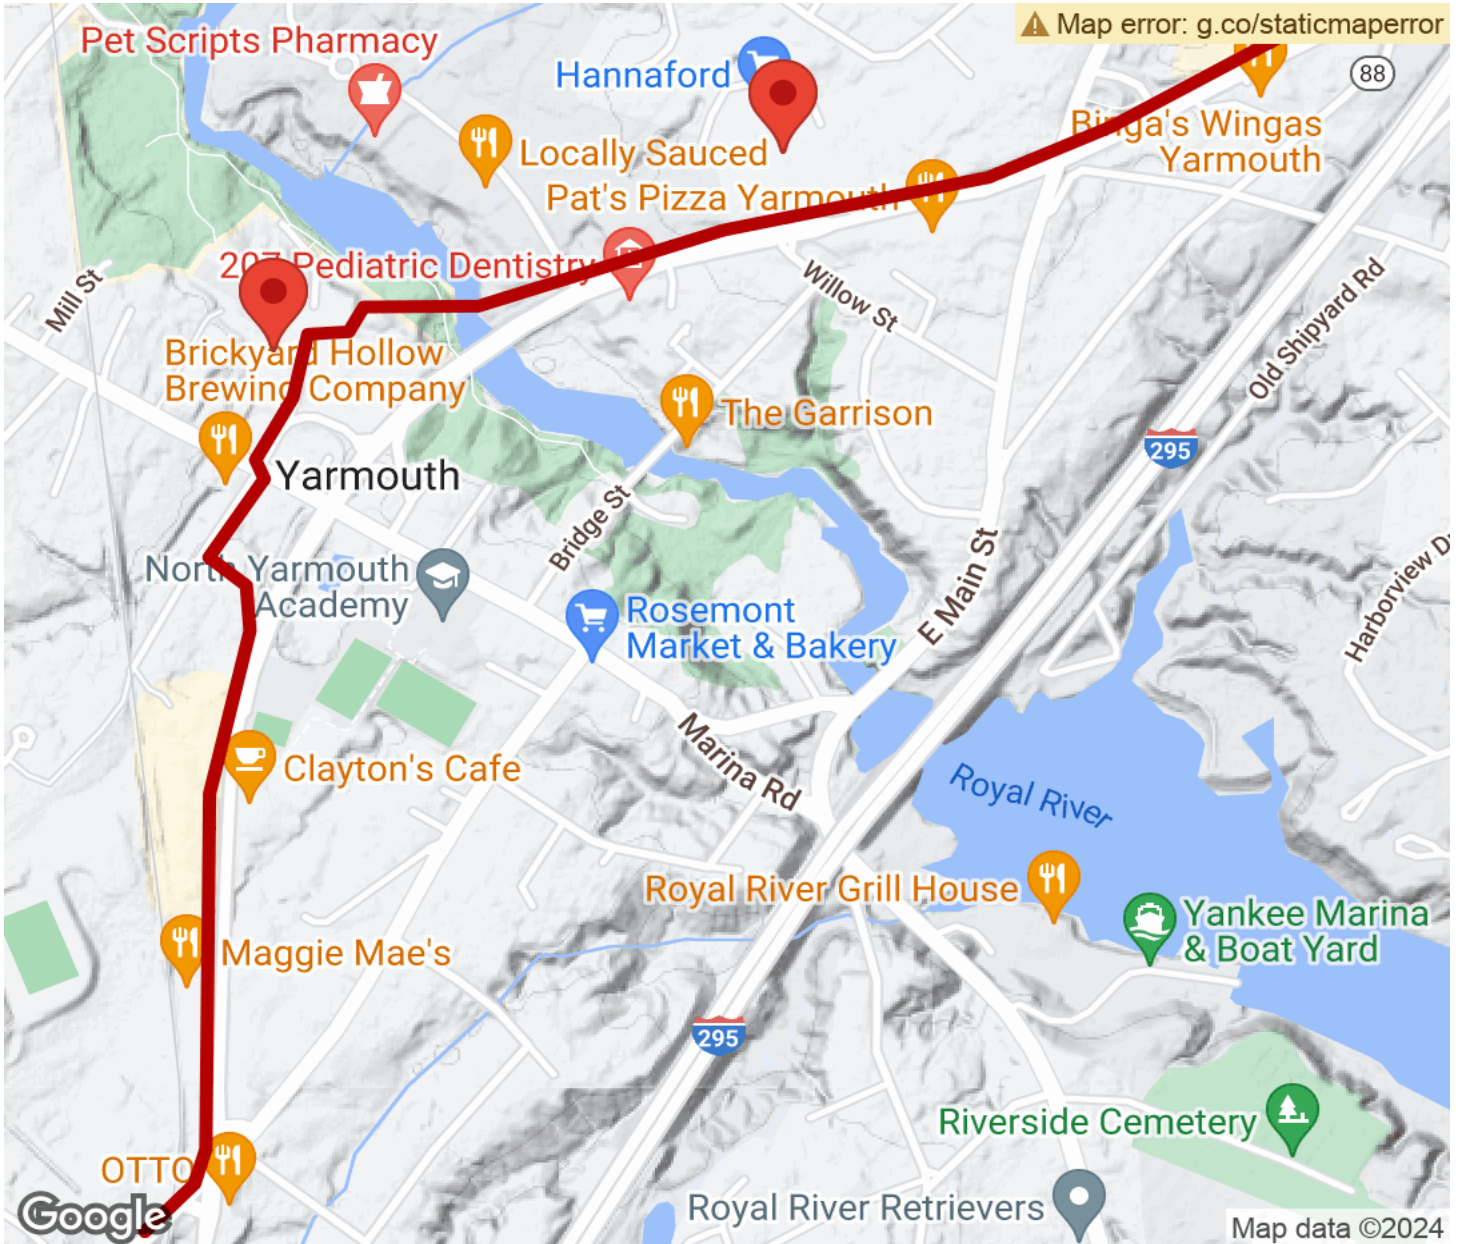 Map error: g.co/staticmaperror
Pet Scripts Pharmacy
Hannaford
88
Binga's Wingas
Yarmouth
Locally Sauced
Pat's Pizza Yarmouth
207 Pediatric Dentistry
Mill St
Willow St
Old Shipyard Rd
Brickyard Hollow
Brewing Company
The Garrison
295
Yarmouth
Bridge St
E Main St
Harborview Dr
North Yarmouth
Academy
Rosemont
Market & Bakery
Marina Rd
Clayton's Cafe
Royal River
Royal River Grill House
Yankee Marina
& Boat Yard
Maggie Mae's
295
Riverside Cemetery
OTTO
Royal River Retrievers
Google
Map data ©2024